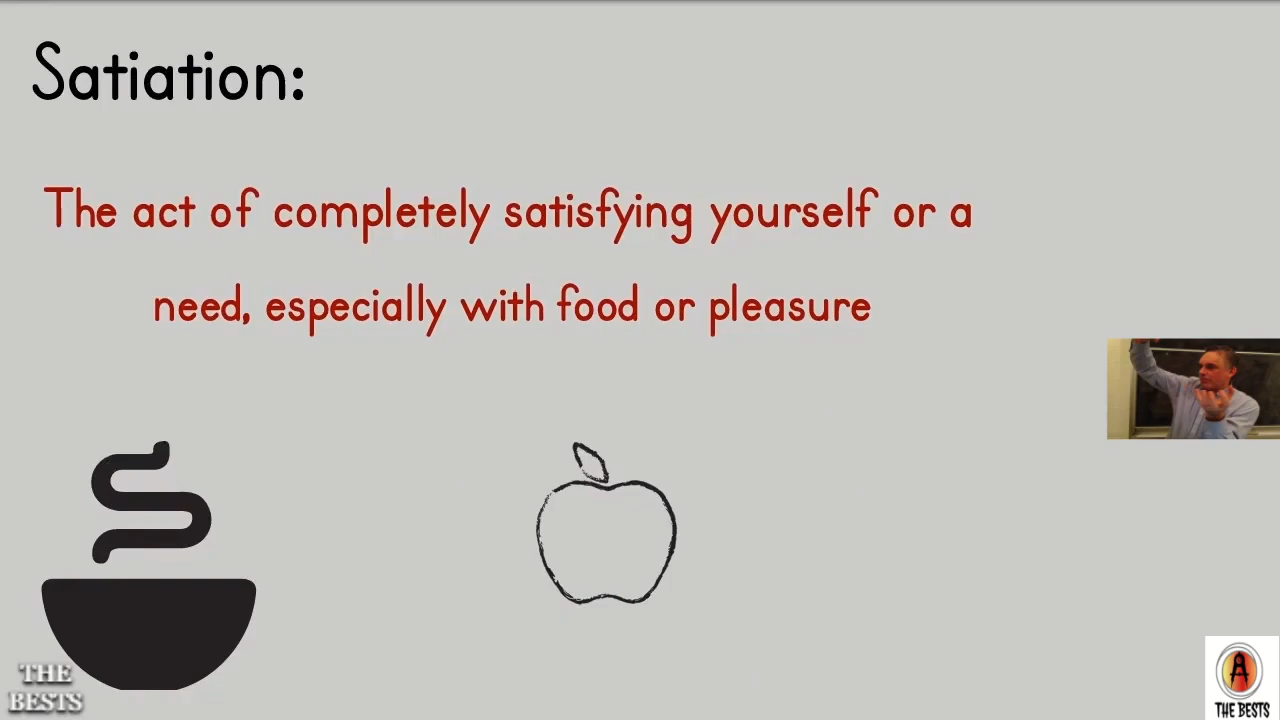 Satiation:
The act of completely satisfying yourself or a
need, especially with food or pleasure
THE
BESTS
A
THE BESTS